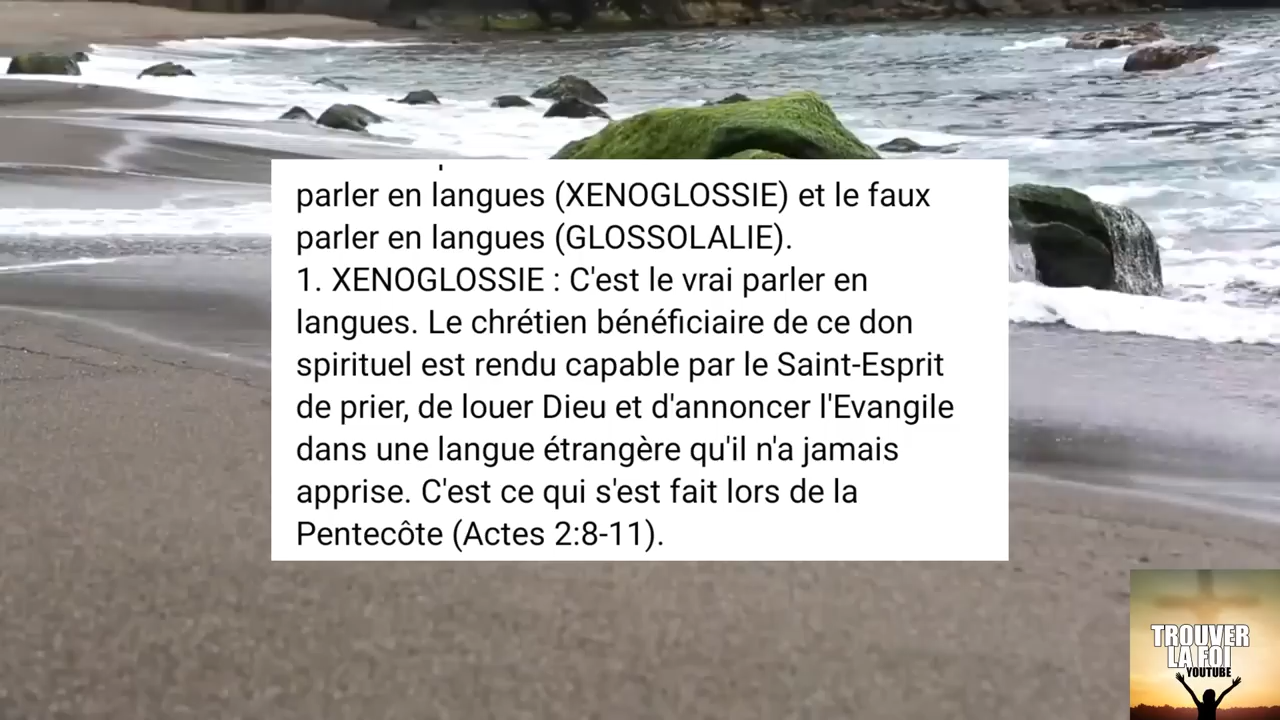 parler en langues (XENOGLOSSIE) et le faux
parler en langues (GLOSSOLALIE).
1. XENOGLOSSIE : C'est le vrai parler en
langues. Le chrétien bénéficiaire de ce don
spirituel est rendu capable par le Saint-Esprit
de prier, de louer Dieu et d'annoncer l'Evangile
dans une langue étrangère qu'il n'a jamais
apprise. C'est ce qui s'est fait lors de la
Pentecôte (Actes 2:8-11).
TROUVER
LA FOI
YOUTUBE